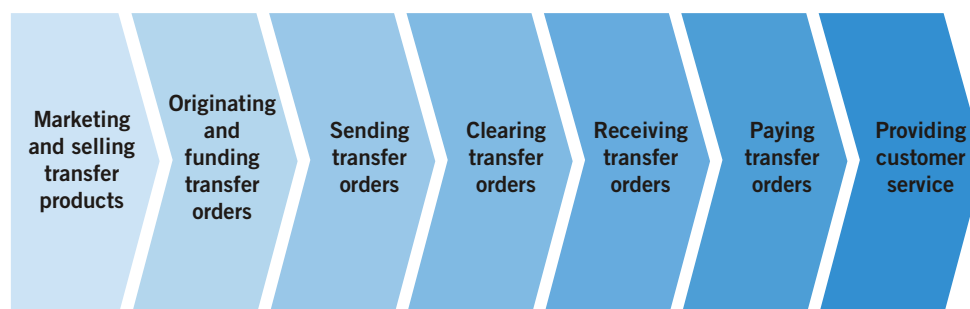 Marketing
and selling
transfer
products
Originating
and
funding
transfer
orders
Sending
transfer
orders
Clearing
transfer
orders
Receiving
transfer
orders
Paying
transfer
orders
Providing
customer
service